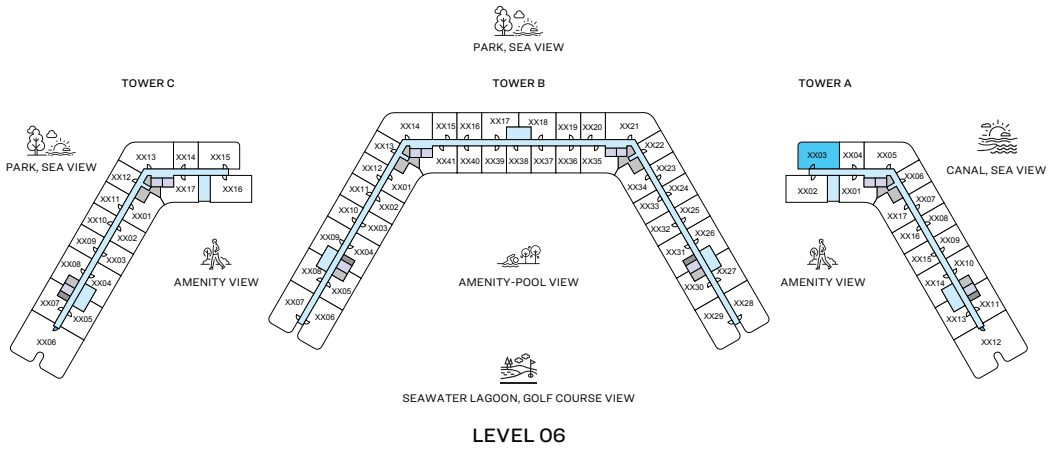 PARK, SEA VIEW
TOWER C
TOWER B
TOWER A
PARK, SEA VIEW
CANAL, SEA VIEW
XX13
XX14
XX15
XX12
XX16
XX17
XX11
XX01
XX10
XX02
XX09
XX03
XX08
XX04
XX07
XX05
XX06
XX14
XX15
XX16
XX17
XX18
XX19
XX20
XX21
XX13
XX41
XX40
XX39
XX38
XX37
XX36
XX35
XX22
XX12
XX23
XX11
XX01
XX34
XX24
XX10
XX02
XX33
XX25
XX09
XX03
XX32
XX26
XX08
XX04
XX31
XX27
XX07
XX05
XX30
XX28
XX06
XX29
XX03
XX04
XX05
XX02
XX01
XX06
XX17
XX07
XX16
XX08
XX15
XX09
XX14
XX10
XX13
XX11
XX12
AMENITY VIEW
AMENITY-POOL VIEW
AMENITY VIEW
SEAWATER LAGOON, GOLF COURSE VIEW
LEVEL 06